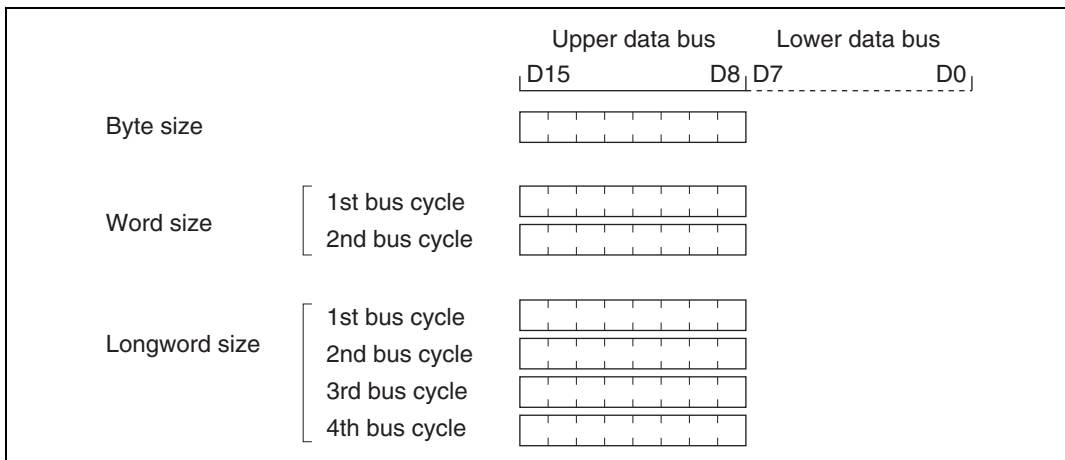 Upper data bus Lower data bus
D15 D8 D7 D0
Byte size
Word size
1st bus cycle
2nd bus cycle
Longword size
1st bus cycle
2nd bus cycle
3rd bus cycle
4th bus cycle